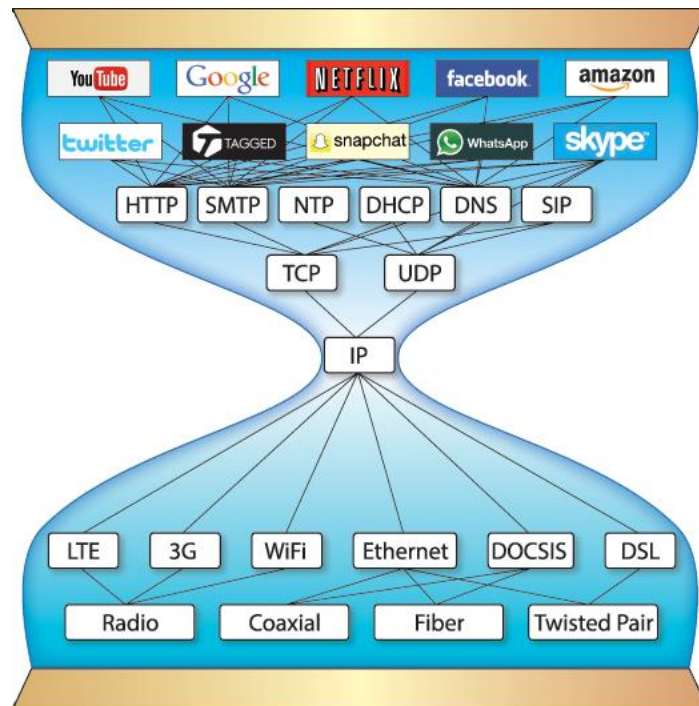 YouTube Google NETFLIX facebook amazon
twitter TAGGED snapchat WhatsApp skype
HTTP SMTP NTP DHCP DNS SIP
TCP UDP
IP
LTE 3G WiFi Ethernet DOCSIS DSL
Radio Coaxial Fiber Twisted Pair